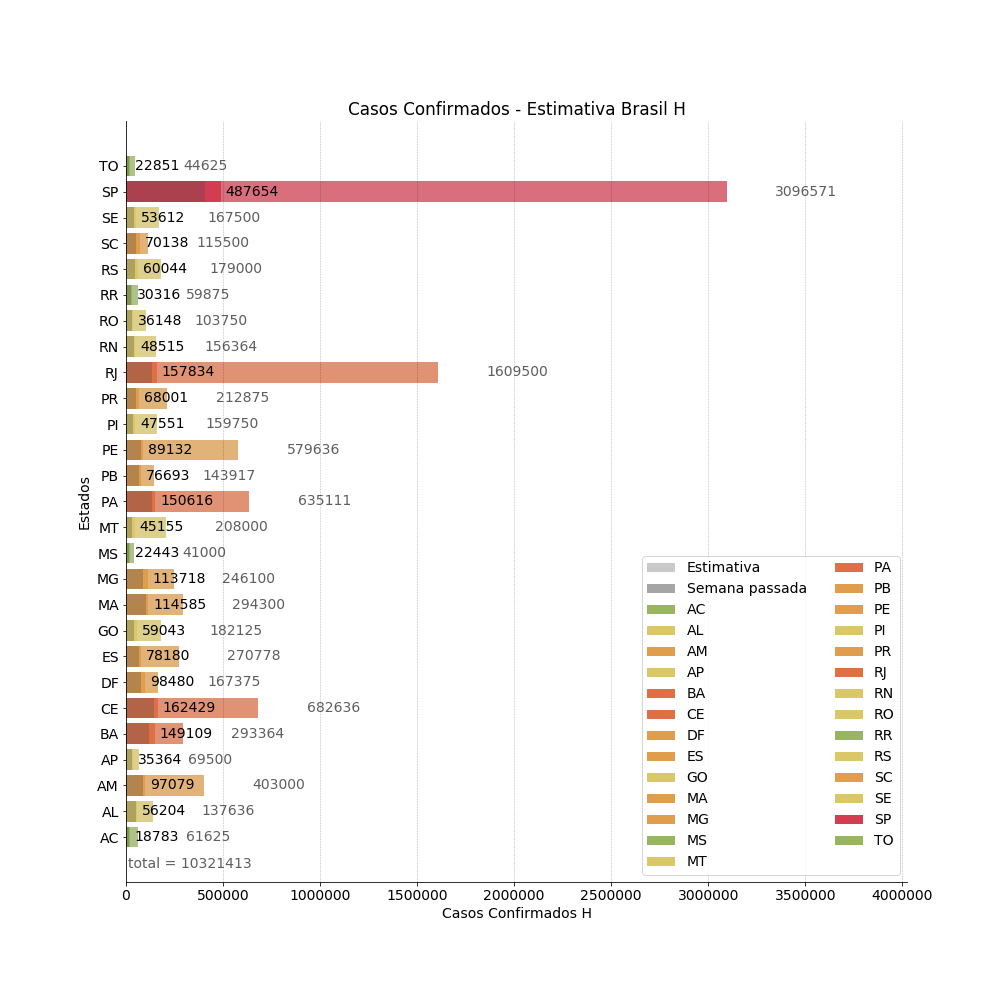 Casos Confirmados - Estimativa Brasil H
Estados
TO 22851 44625
SP 487654 3096571
SE 53612 167500
SC 70138 115500
RS 60044 179000
RR 30316 59875
RO 36148 103750
RN 48515 156364
RJ 157834 1609500
PR 68001 212875
PI 47551 159750
PE 89132 579636
PB 76693 143917
PA 150616 635111
MT 45155 208000
MS 22443 41000
MG 113718 246100
MA 114585 294300
GO 59043 182125
ES 78180 270778
DF 98480 167375
CE 162429 682636
BA 149109 293364
AP 35364 69500
AM 97079 403000
AL 56204 137636
AC 18783 61625
total = 10321413
0 500000 1000000 1500000 2000000 2500000 3000000 3500000 4000000
Casos Confirmados H
Estimativa
Semana passada
AC
AL
AM
AP
BA
CE
DF
ES
GO
MA
MG
MS
MT
PA
PB
PE
PI
PR
RJ
RN
RO
RR
RS
SC
SE
SP
TO